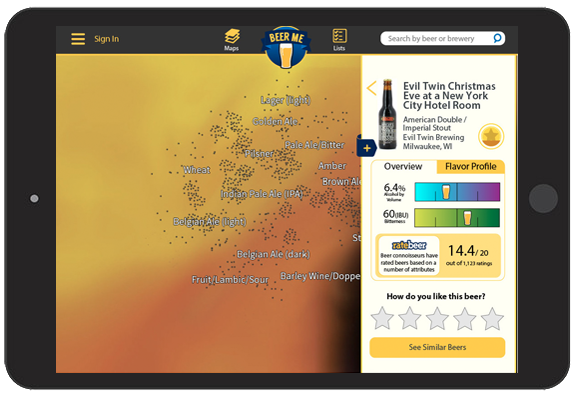 Sign In
Maps
BEER ME
Lists
Search by beer or brewery
Lager (light)
Golden Ale
Pale Ale/Bitter
Pilsner
Amber
Wheat
Brown Al
Indian Pale Ale (IPA)
Belgian Ale (light)
St
Belgian Ale (dark)
Fruit/Lambic/Sour
Barley Wine/Doppe
+
Evil Twin Christmas
Eve at a New York
City Hotel Room
American Double /
Imperial Stout
Evil Twin Brewing
Milwaukee, WI
Overview
Flavor Profile
6.4%
Alcohol by
Volume
60(IBU)
Bitterness
ratebeer
Beer connoisseurs have
rated beers based on a
number of attributes
14.4/ 20
out of 1,123 ratings
How do you like this beer?
See Similar Beers